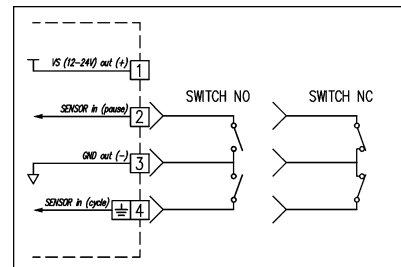 VS (12-24V) out (+)
1
SENSOR in (pause)
2
SWITCH NO
SWITCH NC
GND out (-)
3
SENSOR in (cycle)
4